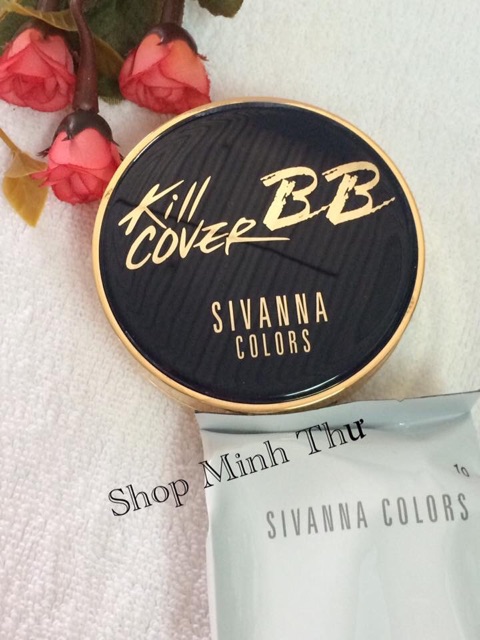 Kill
COVER BB
SIVANNA
COLORS
Shop Minh Thư
SIVANNA COLORS